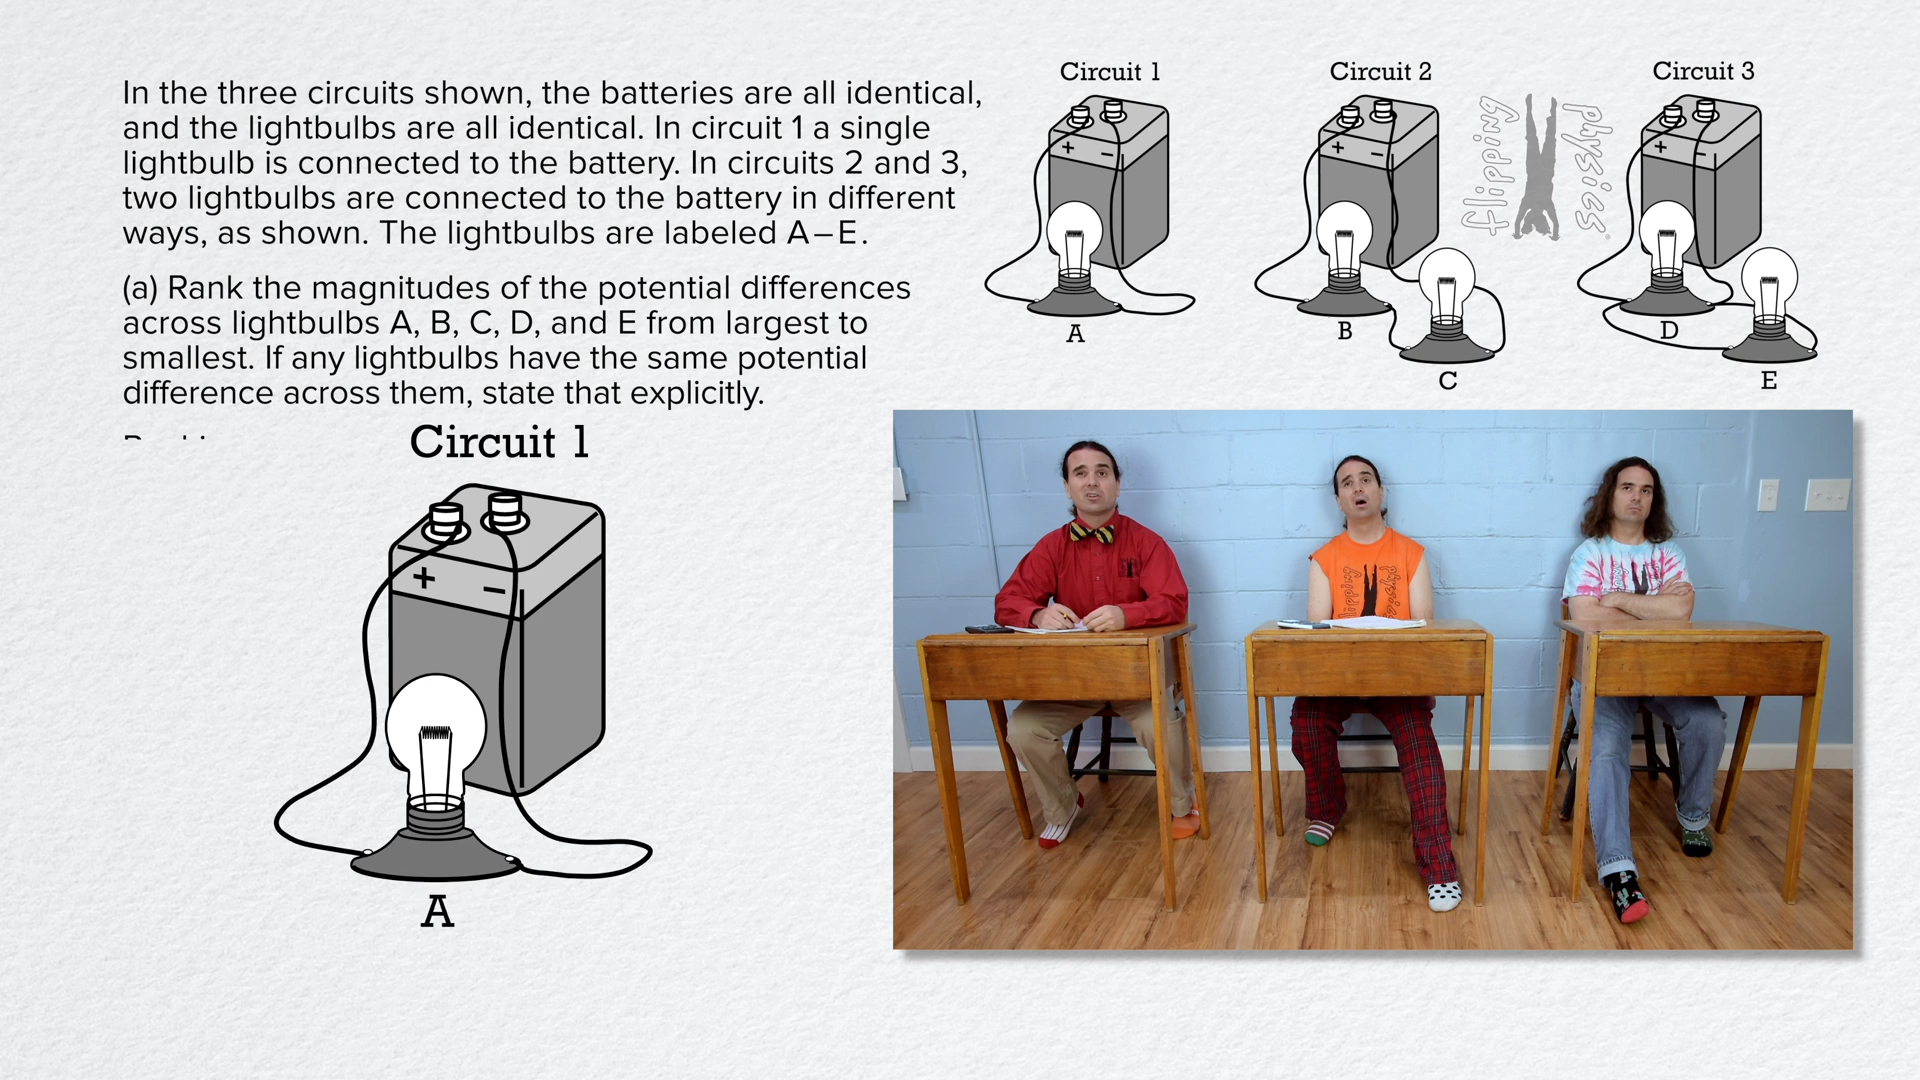 In the three circuits shown, the batteries are all identical,
and the lightbulbs are all identical. In circuit 1 a single
lightbulb is connected to the battery. In circuits 2 and 3,
two lightbulbs are connected to the battery in different
ways, as shown. The lightbulbs are labeled A–E.
(a) Rank the magnitudes of the potential differences
across lightbulbs A, B, C, D, and E from largest to
smallest. If any lightbulbs have the same potential
difference across them, state that explicitly.
Circuit 1
+ −
A
Circuit 2
+ −
B
C
flipping
physics
Circuit 3
+ −
D
E
Circuit 1
+ −
A
flipping
physics